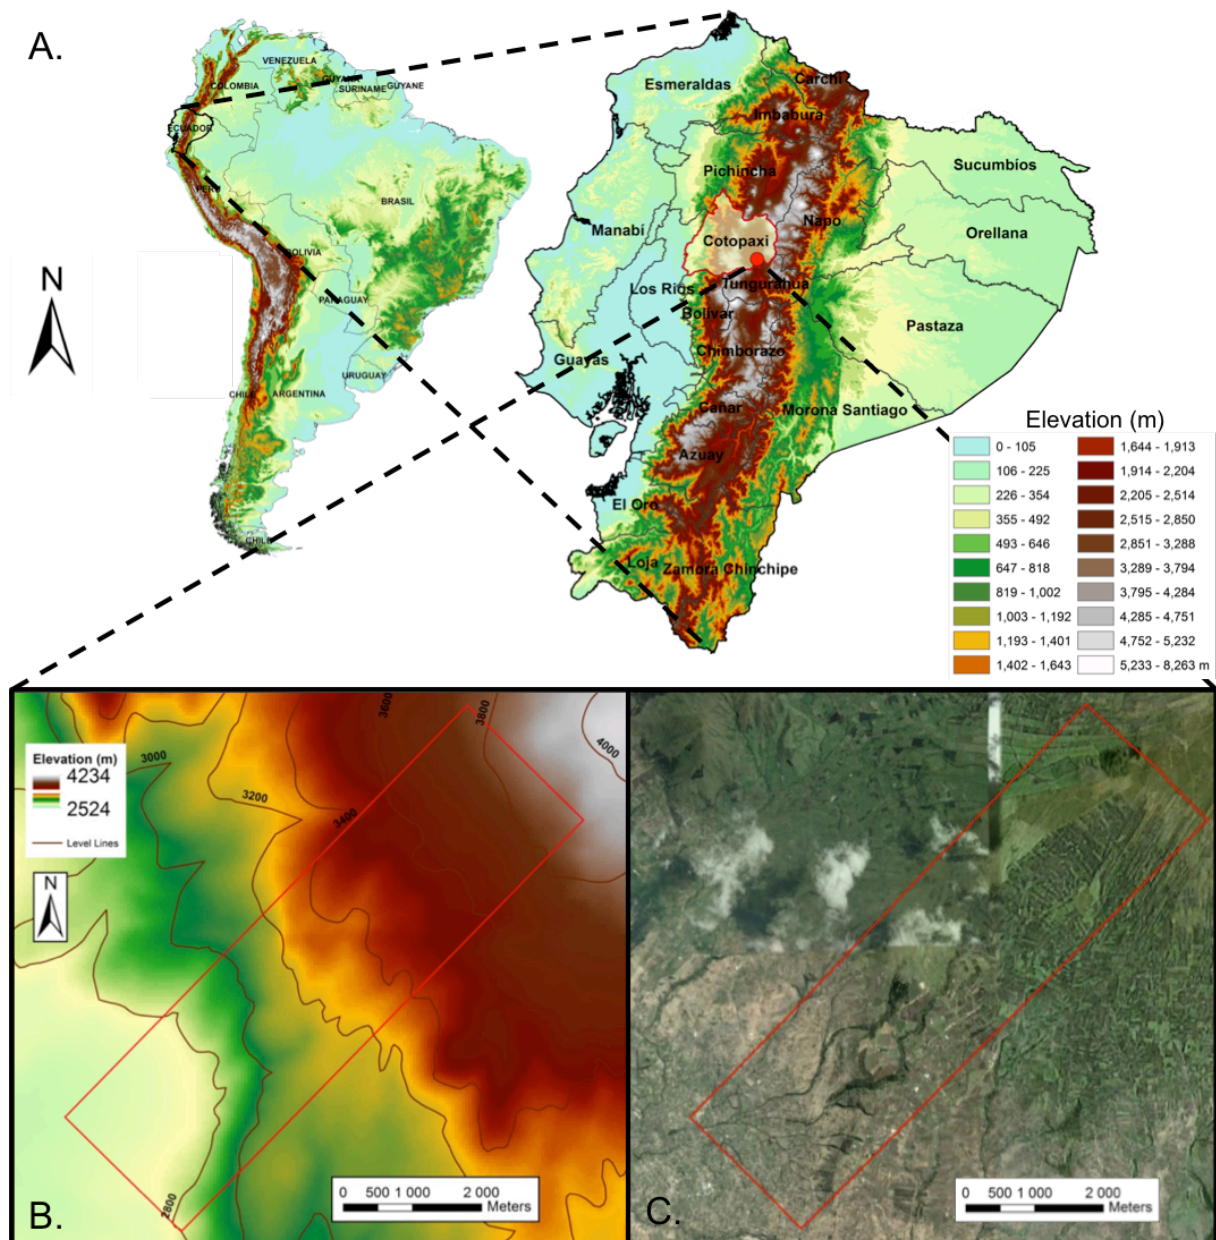 A.
VENEZUELA
GUYANA
SURINAME
GUYANE
COLOMBIA
ECUADOR
PERU
BRASIL
BOLIVIA
PARAGUAY
URUGUAY
CHILE
ARGENTINA
CHILE
N
Esmeraldas
Carchi
Imbabura
Pichincha
Sucumbíos
Napo
Manabí
Cotopaxi
Orellana
Los Ríos
Tungurahua
Bolívar
Pastaza
Guayas
Chimborazo
Cañar
Morona Santiago
Azuay
El Oro
Loja
Zamora Chinchipe
Elevation (m)
0 - 105
106 - 225
226 - 354
355 - 492
493 - 646
647 - 818
819 - 1,002
1,003 - 1,192
1,193 - 1,401
1,402 - 1,643
1,644 - 1,913
1,914 - 2,204
2,205 - 2,514
2,515 - 2,850
2,851 - 3,288
3,289 - 3,794
3,795 - 4,284
4,285 - 4,751
4,752 - 5,232
5,233 - 8,263 m
Elevation (m)
4234
2524
Level Lines
N
3000
3200
3400
3600
3800
4000
2800
0 500 1 000 2 000
Meters
B.
0 500 1 000 2 000
Meters
C.